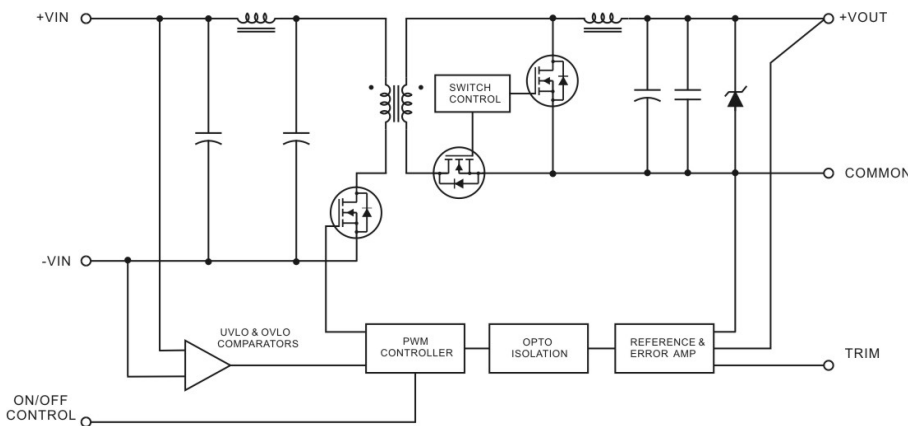 +VIN
+VOUT
SWITCH
CONTROL
COMMON
-VIN
UVLO & OVLO
COMPARATORS
PWM
CONTROLLER
OPTO
ISOLATION
REFERENCE &
ERROR AMP
TRIM
ON/OFF
CONTROL